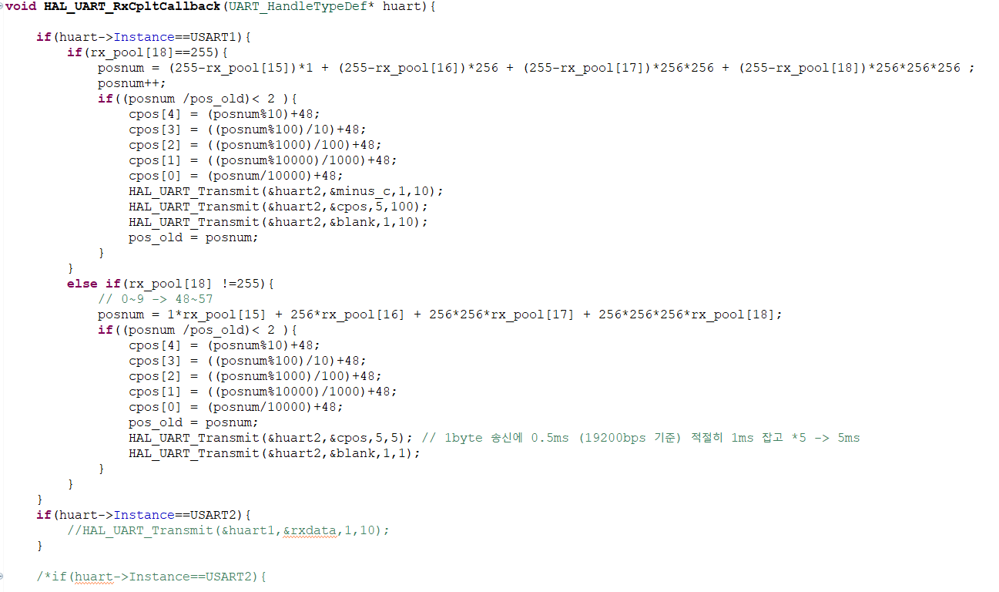 void HAL_UART_RxCpltCallback(UART_HandleTypeDef* huart){
if(huart->Instance==USART1){
if(rx_pool[18]==255){
posnum = (255-rx_pool[15])*1 + (255-rx_pool[16])*256 + (255-rx_pool[17])*256*256 + (255-rx_pool[18])*256*256*256 ;
posnum++;
if((posnum /pos_old)< 2 ){
cpos[4] = (posnum%10)+48;
cpos[3] = ((posnum%100)/10)+48;
cpos[2] = ((posnum%1000)/100)+48;
cpos[1] = ((posnum%10000)/1000)+48;
cpos[0] = (posnum/10000)+48;
HAL_UART_Transmit(&huart2,&minus_c,1,10);
HAL_UART_Transmit(&huart2,&cpos,5,100);
HAL_UART_Transmit(&huart2,&blank,1,10);
pos_old = posnum;
}
}
else if(rx_pool[18] !=255){
// 0~9 -> 48~57
posnum = 1*rx_pool[15] + 256*rx_pool[16] + 256*256*rx_pool[17] + 256*256*256*rx_pool[18];
if((posnum /pos_old)< 2 ){
cpos[4] = (posnum%10)+48;
cpos[3] = ((posnum%100)/10)+48;
cpos[2] = ((posnum%1000)/100)+48;
cpos[1] = ((posnum%10000)/1000)+48;
cpos[0] = (posnum/10000)+48;
pos_old = posnum;
HAL_UART_Transmit(&huart2,&cpos,5,5); // 1byte 송신에 0.5ms (19200bps 기준) 적절히 1ms 잡고 *5 -> 5ms
HAL_UART_Transmit(&huart2,&blank,1,1);
}
}
}
if(huart->Instance==USART2){
//HAL_UART_Transmit(&huart1,&rxdata,1,10);
}
/*if(huart->Instance==USART2){